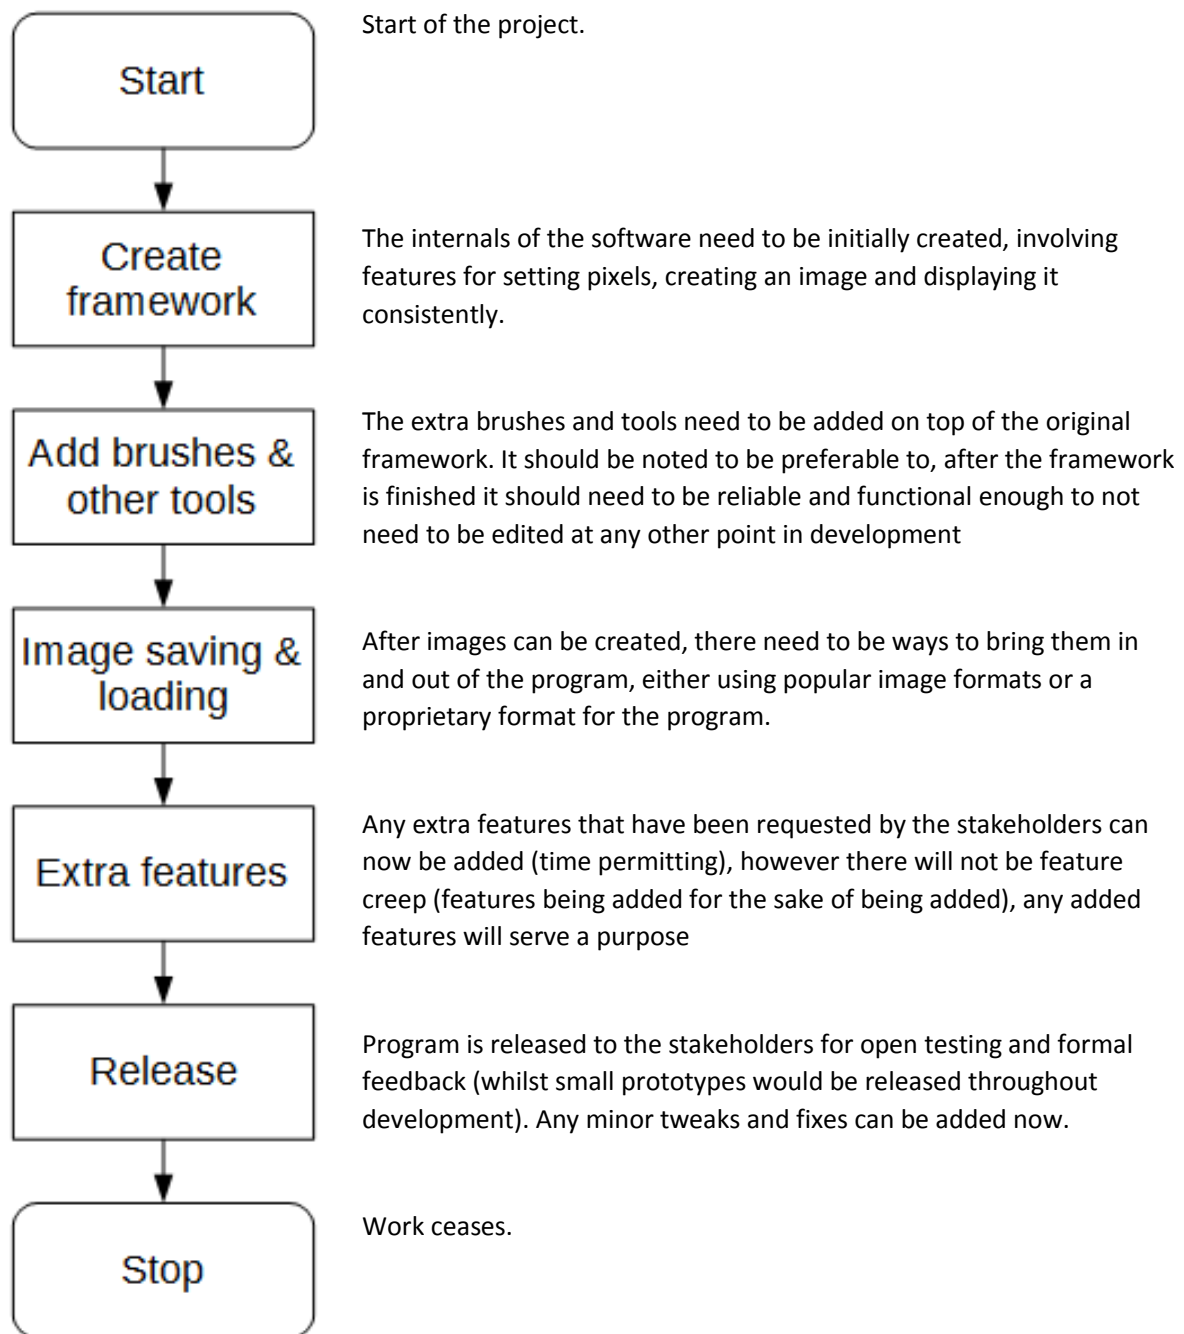 Start
Start of the project.
Create
framework
The internals of the software need to be initially created, involving
features for setting pixels, creating an image and displaying it
consistently.
Add brushes &
other tools
The extra brushes and tools need to be added on top of the original
framework. It should be noted to be preferable to, after the framework
is finished it should need to be reliable and functional enough to not
need to be edited at any other point in development
Image saving &
loading
After images can be created, there need to be ways to bring them in
and out of the program, either using popular image formats or a
proprietary format for the program.
Extra features
Any extra features that have been requested by the stakeholders can
now be added (time permitting), however there will not be feature
creep (features being added for the sake of being added), any added
features will serve a purpose
Release
Program is released to the stakeholders for open testing and formal
feedback (whilst small prototypes would be released throughout
development). Any minor tweaks and fixes can be added now.
Stop
Work ceases.